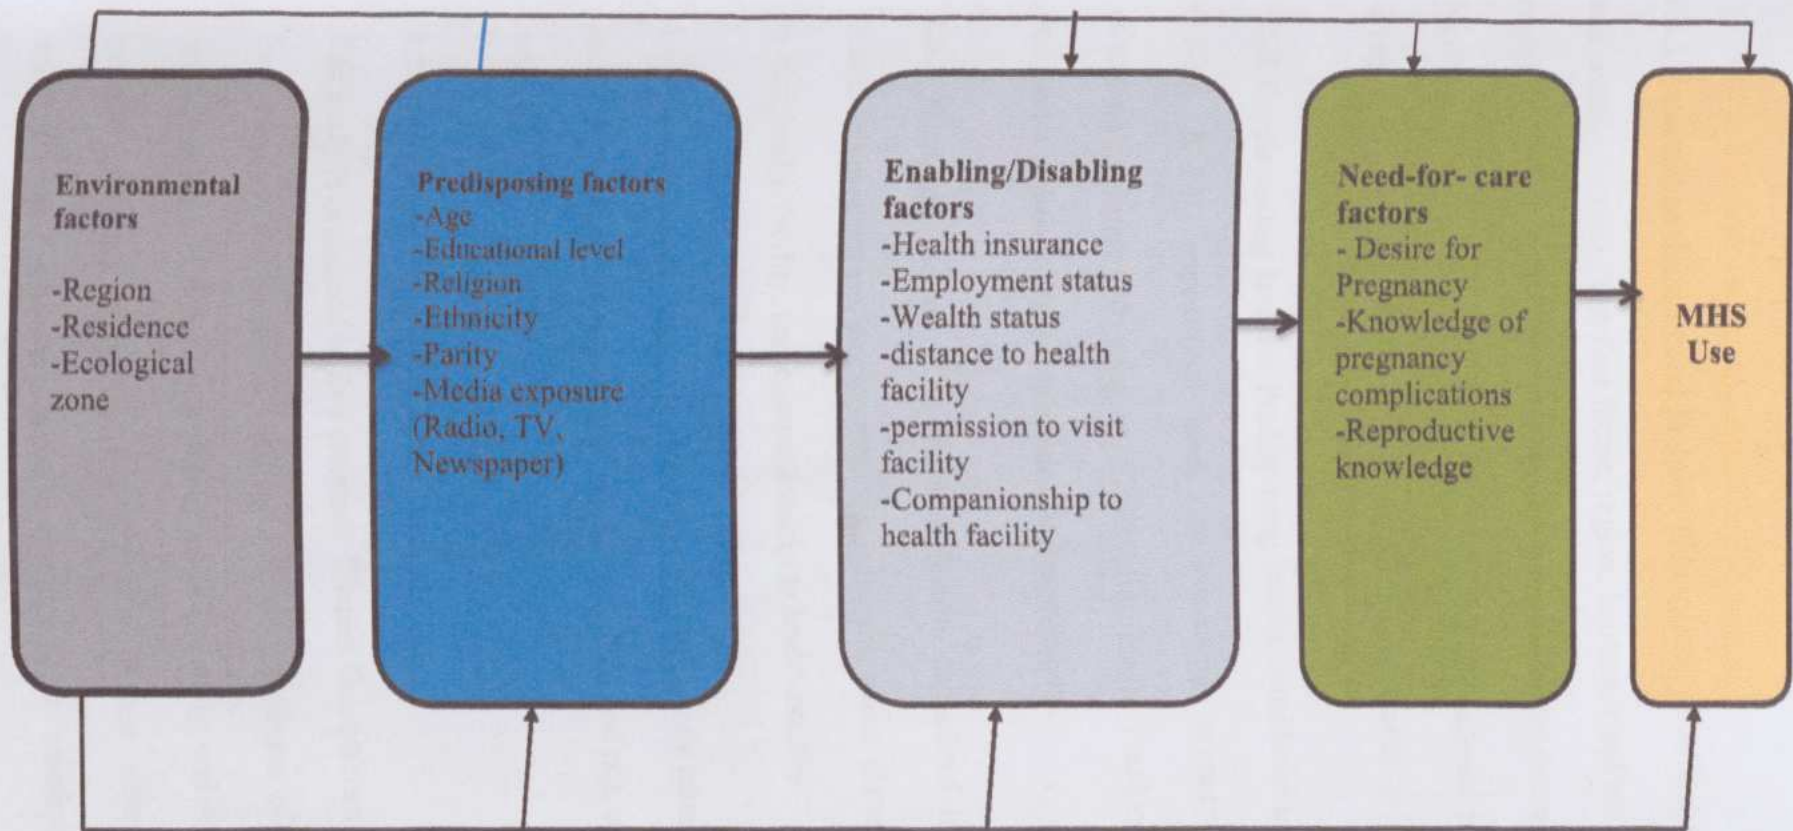 Environmental
factors
-Region
-Residence
-Ecological
zone
Predisposing factors
-Age
-Educational level
-Religion
-Ethnicity
-Parity
-Media exposure
(Radio, TV,
Newspaper)
Enabling/Disabling
factors
-Health insurance
-Employment status
-Wealth status
-distance to health
facility
-permission to visit
facility
-Companionship to
health facility
Need-for- care
factors
- Desire for
Pregnancy
-Knowledge of
pregnancy
complications
-Reproductive
knowledge
MHS
Use